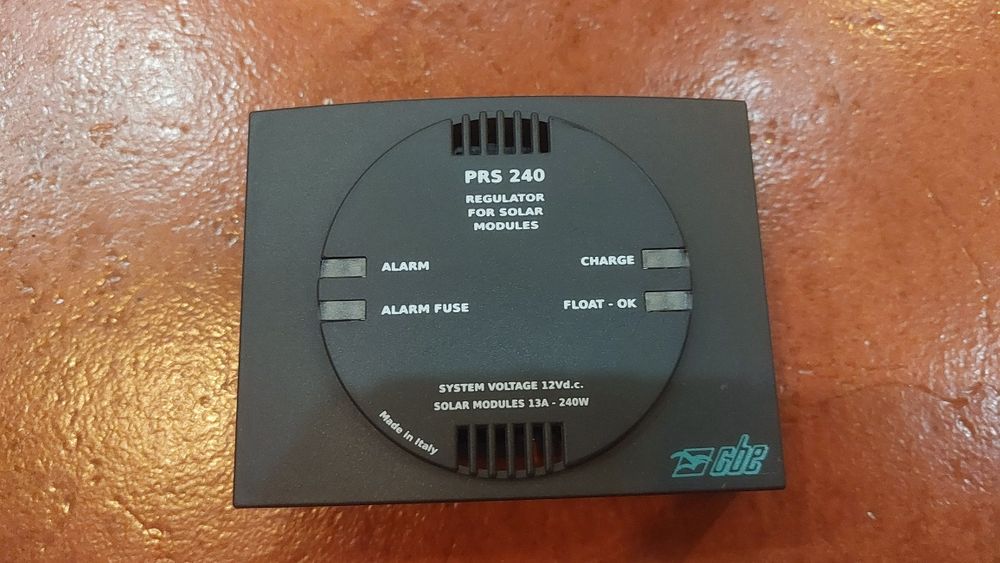 PRS 240
REGULATOR
FOR SOLAR
MODULES
ALARM
CHARGE
ALARM FUSE
FLOAT - OK
SYSTEM VOLTAGE 12Vd.c.
SOLAR MODULES 13A - 240W
Made in Italy
cbe